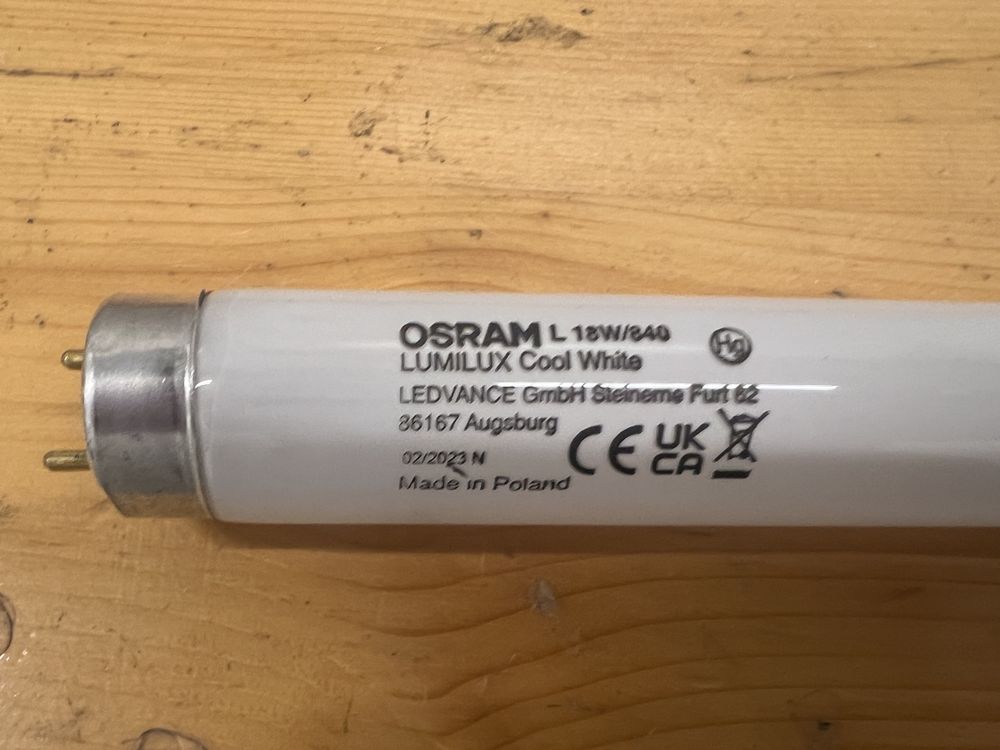 OSRAM L 18W/840
Hg
LUMILUX Cool White
LEDVANCE GmbH Steinerne Furt 62
86167 Augsburg
CE UK CA
02/2023 N
Made in Poland